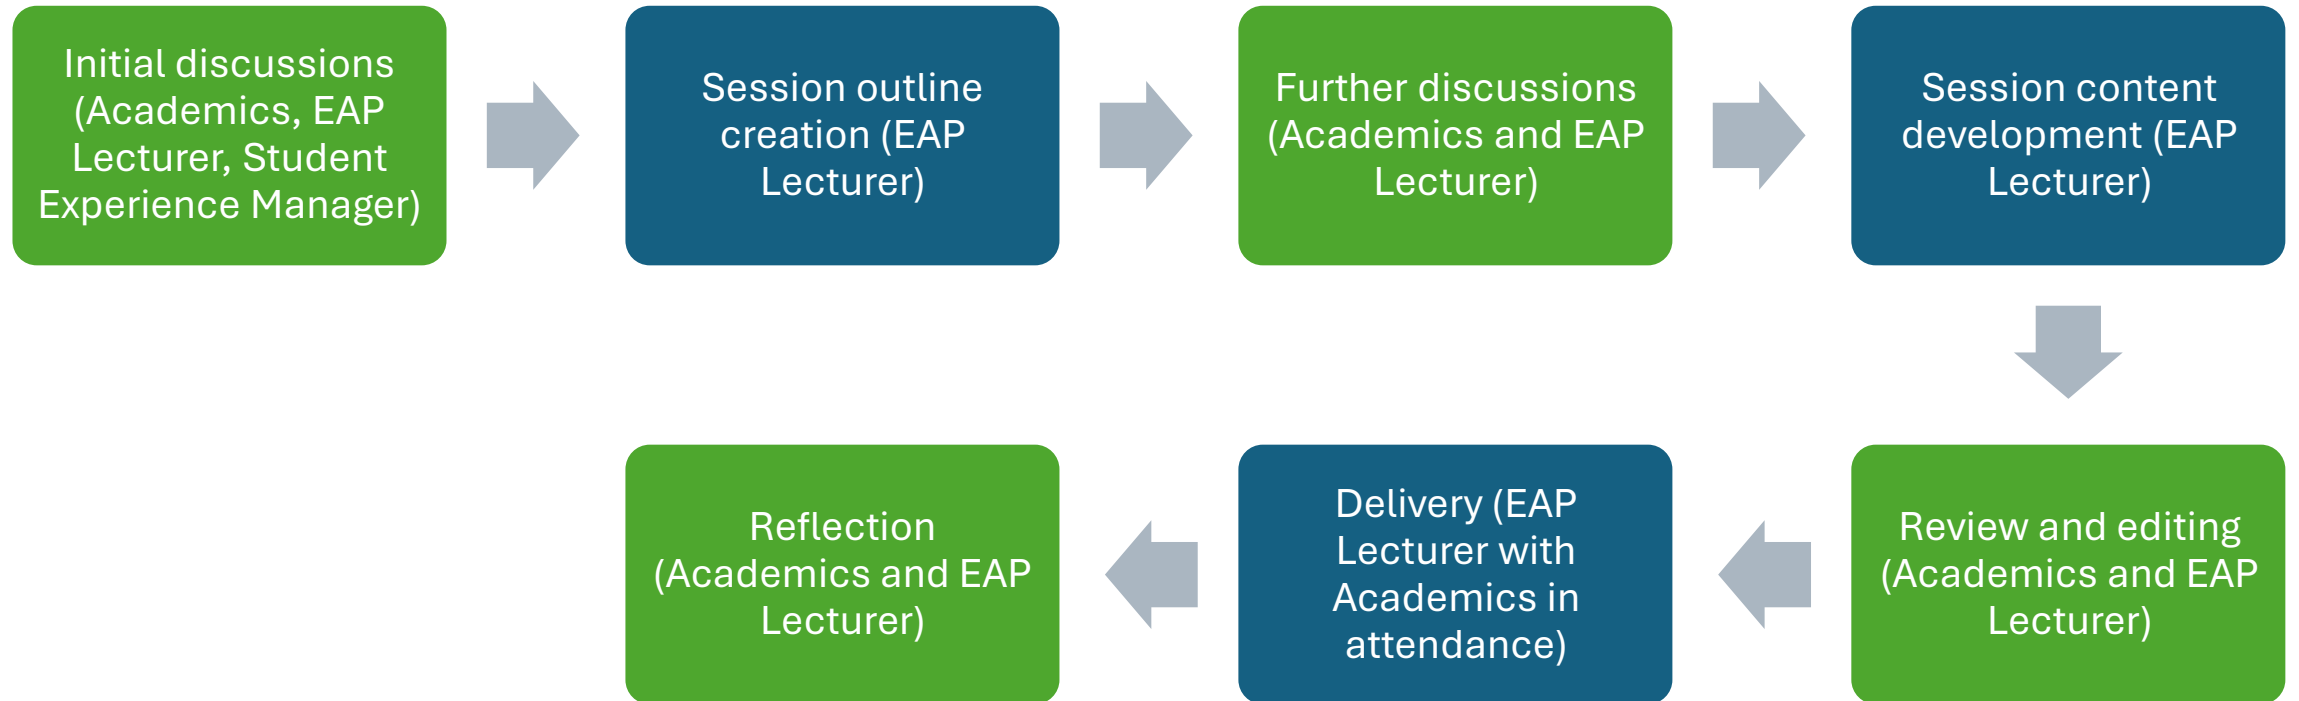 Initial discussions
(Academics, EAP
Lecturer, Student
Experience Manager)
Session outline
creation (EAP
Lecturer)
Further discussions
(Academics and EAP
Lecturer)
Session content
development (EAP
Lecturer)
Review and editing
(Academics and EAP
Lecturer)
Delivery (EAP
Lecturer with
Academics in
attendance)
Reflection
(Academics and EAP
Lecturer)